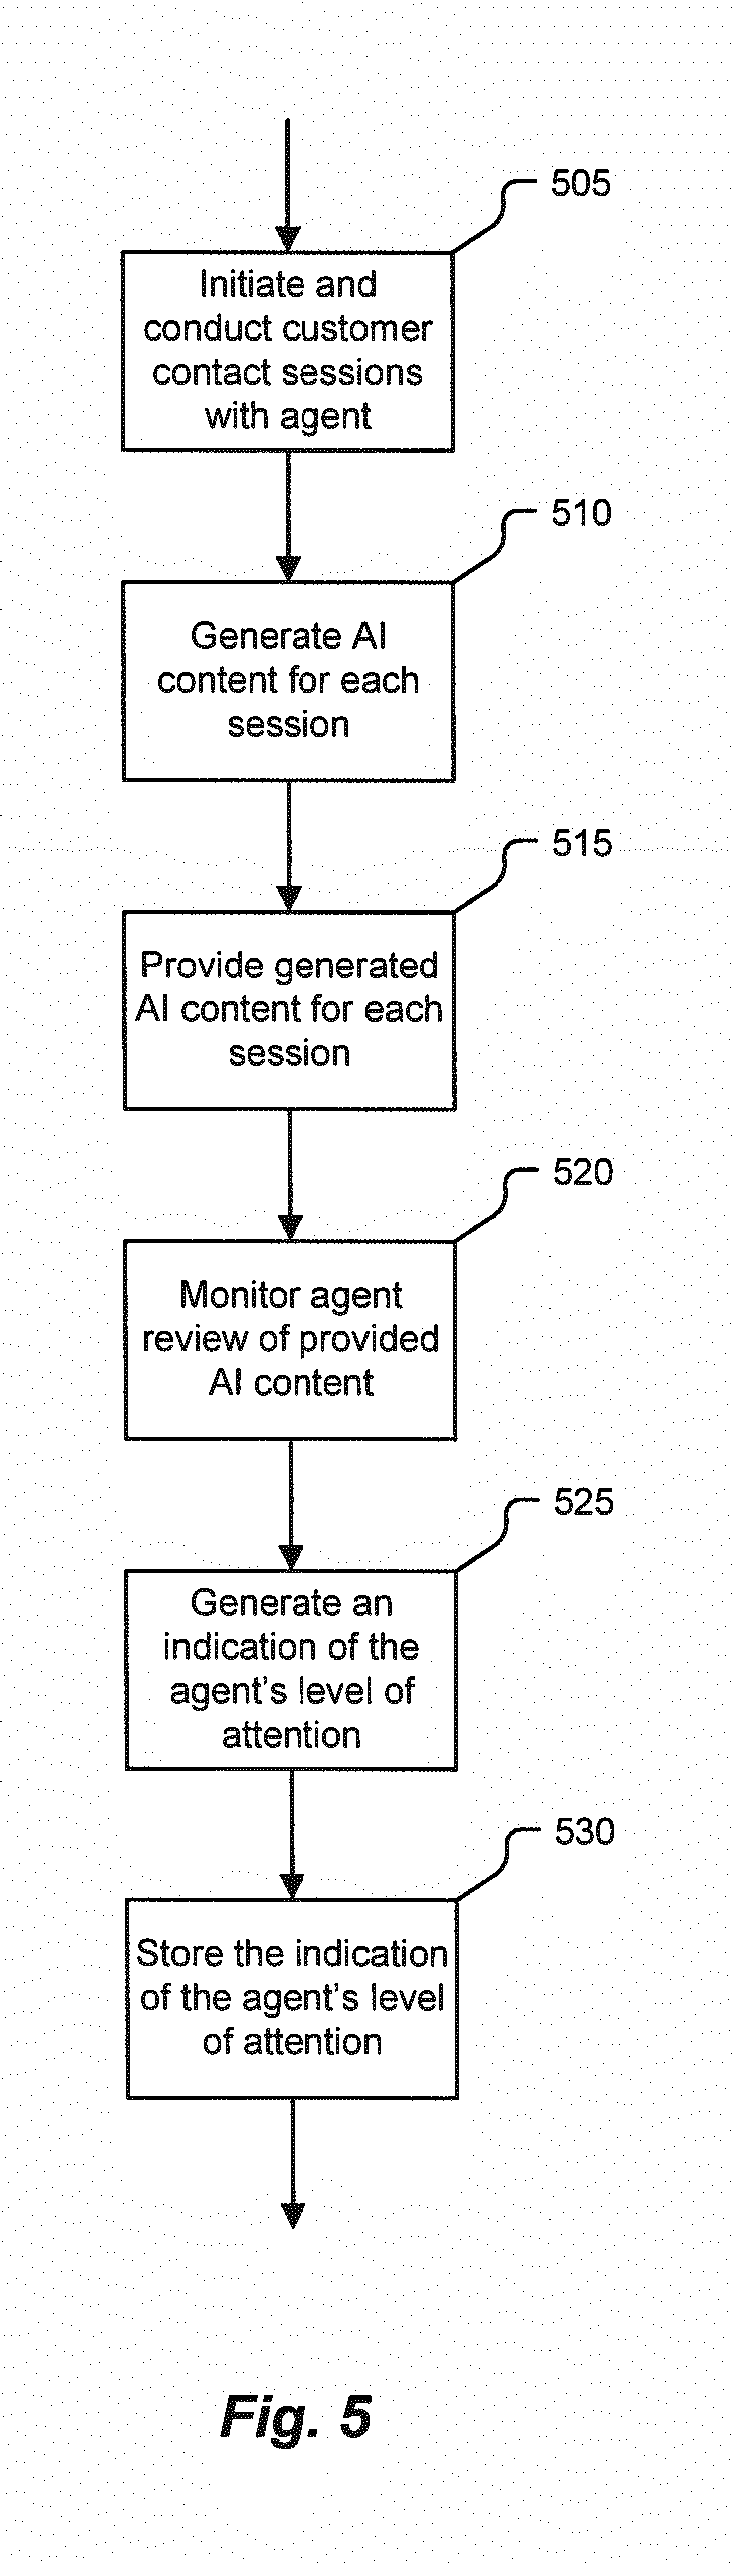 505
Initiate and
conduct customer
contact sessions
with agent
510
Generate AI
content for each
session
515
Provide generated
AI content for each
session
520
Monitor agent
review of provided
AI content
525
Generate an
indication of the
agent's level of
attention
530
Store the indication
of the agent's level
of attention
Fig. 5